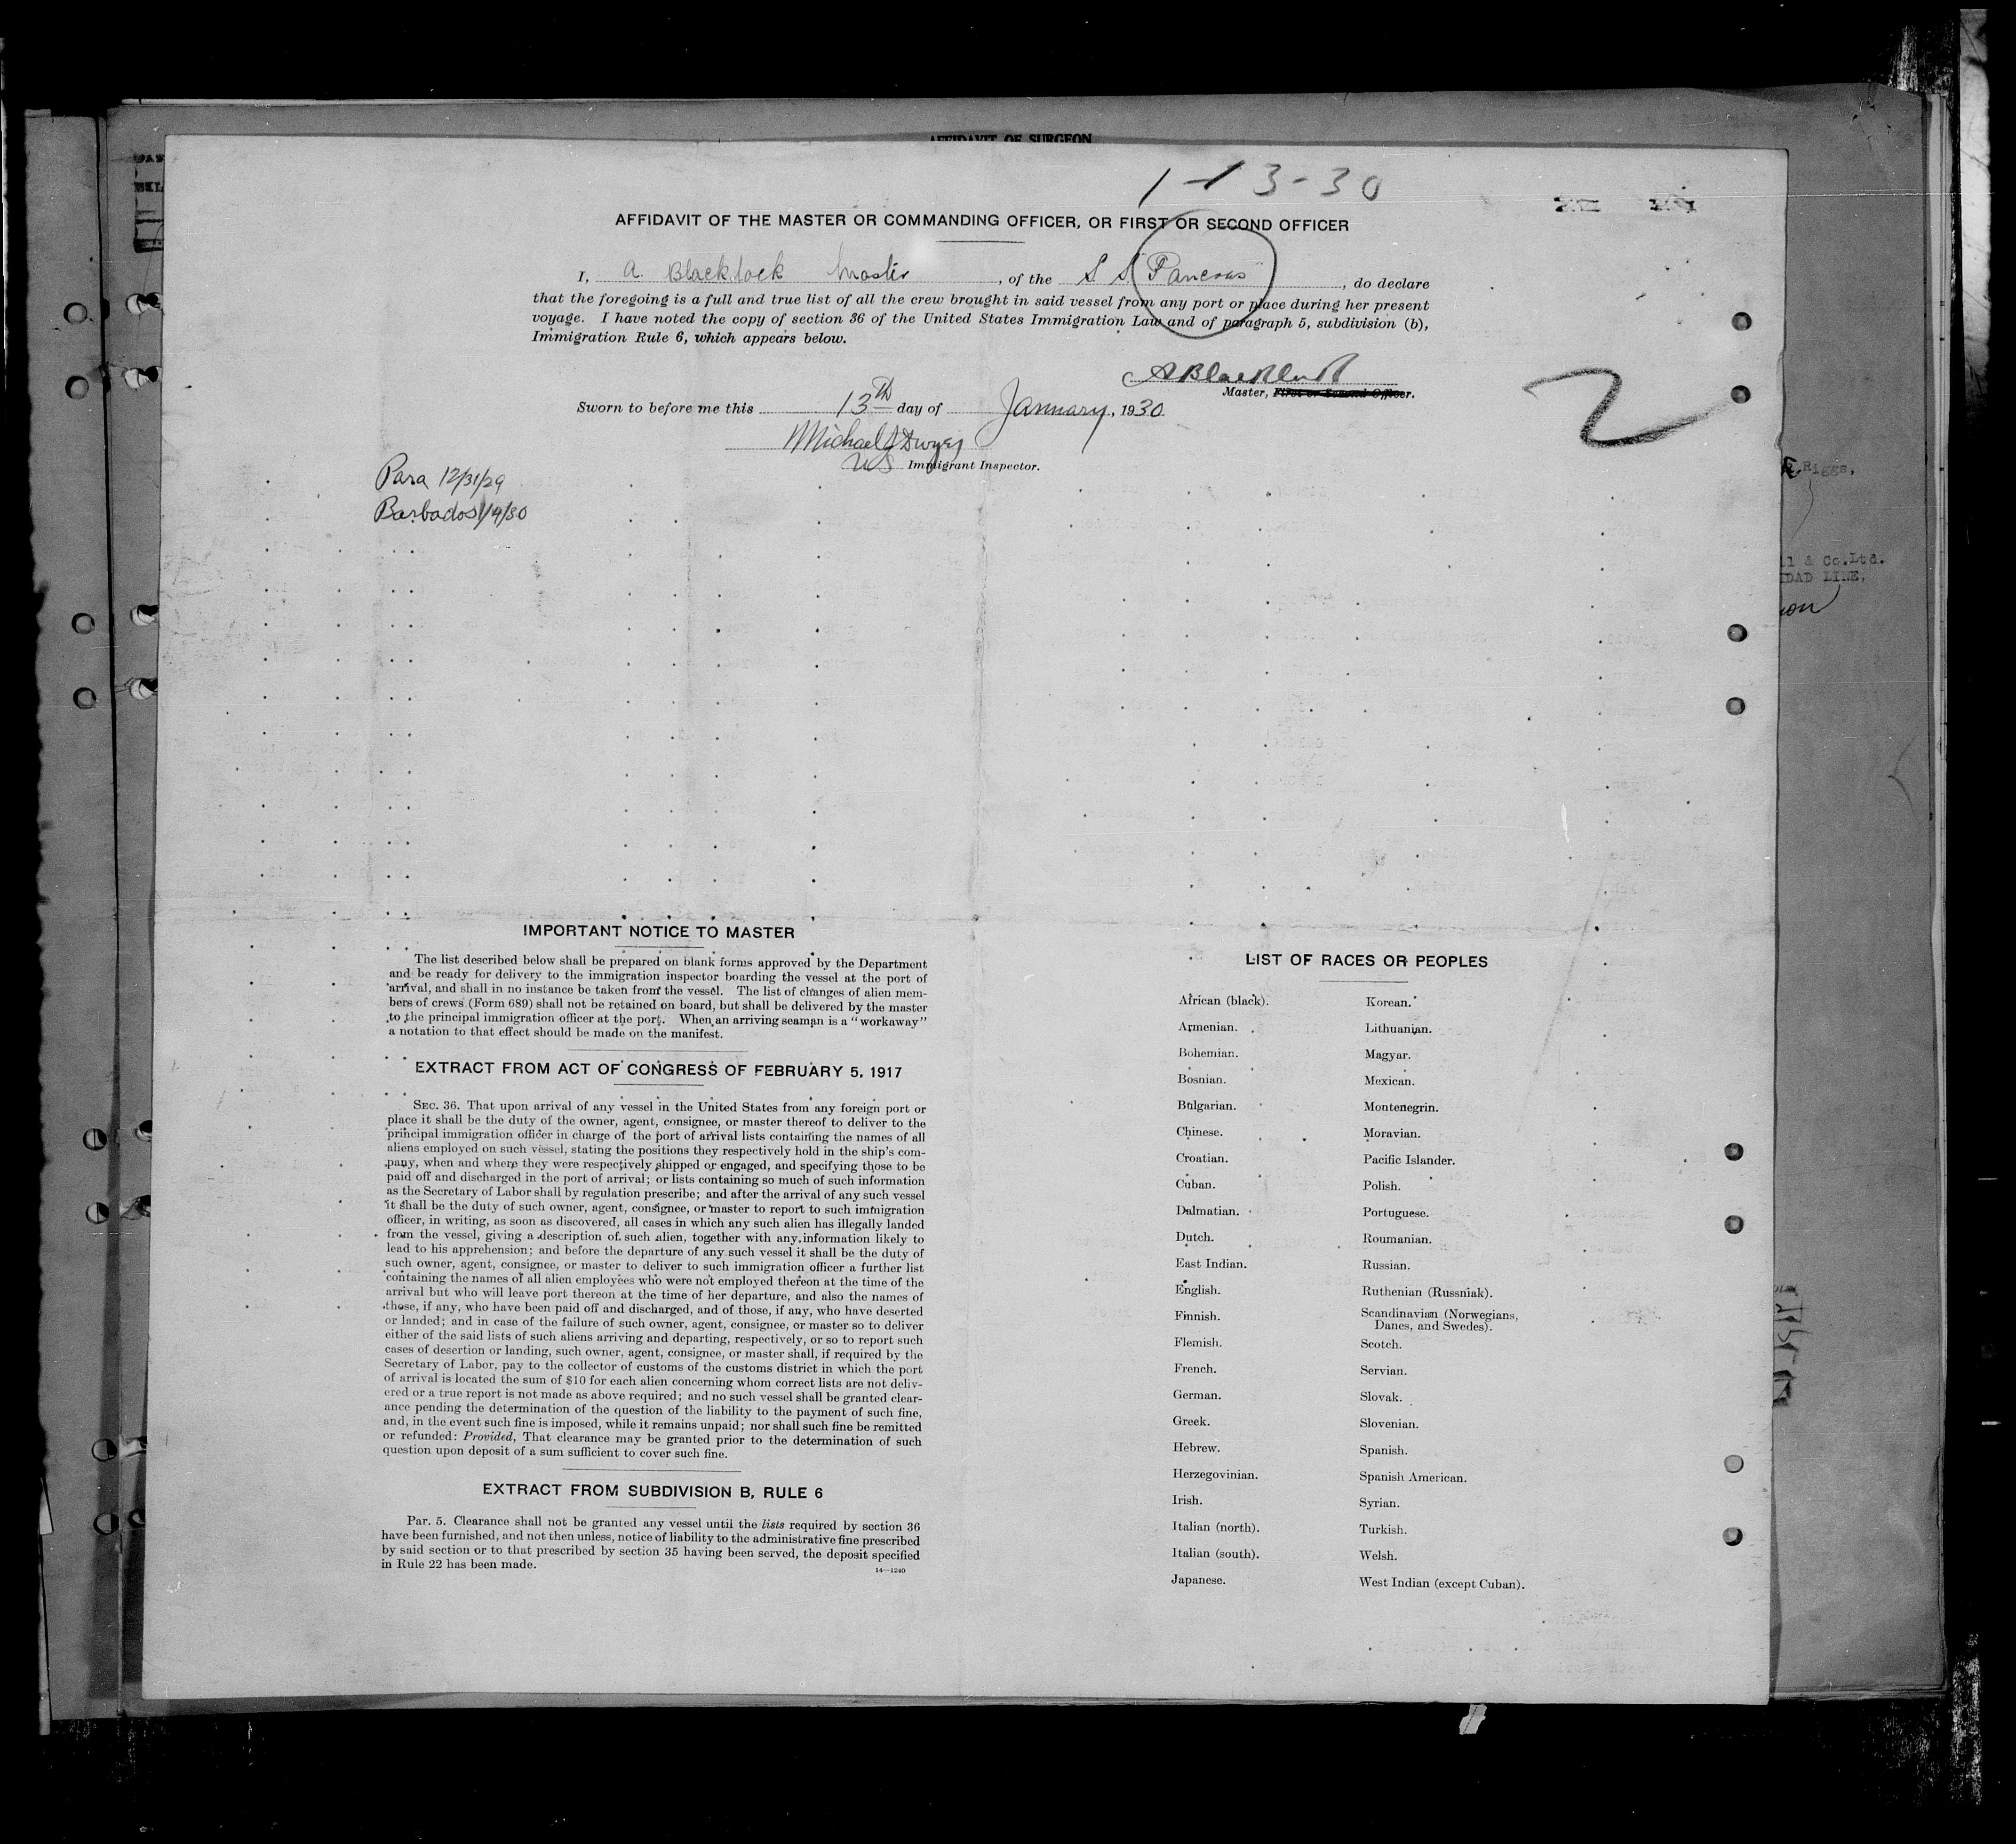 AFFIDAVIT OF SURGEON
1-13-30
AFFIDAVIT OF THE MASTER OR COMMANDING OFFICER, OR FIRST OR SECOND OFFICER
I, A. Blacklock Master, of the S S "Pancras", do declare
that the foregoing is a full and true list of all the crew brought in said vessel from any port or place during her present
voyage. I have noted the copy of section 36 of the United States Immigration Law and of paragraph 5, subdivision (b),
Immigration Rule 6, which appears below.
A Blacklock
Master, First or Second Officer.
2
Sworn to before me this 13th day of January, 1930.
Michael J Dwyer
US Immigrant Inspector.
Para 12/31/29
Barbados 1/4/30
Riggs,
& Co.Ltd.
LINE,
IMPORTANT NOTICE TO MASTER
The list described below shall be prepared on blank forms approved by the Department
and be ready for delivery to the immigration inspector boarding the vessel at the port of
arrival, and shall in no instance be taken from the vessel. The list of changes of alien mem-
bers of crews (Form 689) shall not be retained on board, but shall be delivered by the master
to the principal immigration officer at the port. When an arriving seaman is a "workaway"
a notation to that effect should be made on the manifest.
EXTRACT FROM ACT OF CONGRESS OF FEBRUARY 5, 1917
SEC. 36. That upon arrival of any vessel in the United States from any foreign port or
place it shall be the duty of the owner, agent, consignee, or master thereof to deliver to the
principal immigration officer in charge of the port of arrival lists containing the names of all
aliens employed on such vessel, stating the positions they respectively hold in the ship's com-
pany, when and where they were respectively shipped or engaged, and specifying those to be
paid off and discharged in the port of arrival; or lists containing so much of such information
as the Secretary of Labor shall by regulation prescribe; and after the arrival of any such vessel
it shall be the duty of such owner, agent, consignee, or master to report to such immigration
officer, in writing, as soon as discovered, all cases in which any such alien has illegally landed
from the vessel, giving a description of such alien, together with any information likely to
lead to his apprehension; and before the departure of any such vessel it shall be the duty of
such owner, agent, consignee, or master to deliver to such immigration officer a further list
containing the names of all alien employees who were not employed thereon at the time of the
arrival but who will leave port thereon at the time of her departure, and also the names of
those, if any, who have been paid off and discharged, and of those, if any, who have deserted
or landed; and in case of the failure of such owner, agent, consignee, or master so to deliver
either of the said lists of such aliens arriving and departing, respectively, or so to report such
cases of desertion or landing, such owner, agent, consignee, or master shall, if required by the
Secretary of Labor, pay to the collector of customs of the customs district in which the port
of arrival is located the sum of $10 for each alien concerning whom correct lists are not deliv-
ered or a true report is not made as above required; and no such vessel shall be granted clear-
ance pending the determination of the question of the liability to the payment of such fine,
and, in the event such fine is imposed, while it remains unpaid; nor shall such fine be remitted
or refunded: Provided, That clearance may be granted prior to the determination of such
question upon deposit of a sum sufficient to cover such fine.
EXTRACT FROM SUBDIVISION B, RULE 6
Par. 5. Clearance shall not be granted any vessel until the lists required by section 36
have been furnished, and not then unless, notice of liability to the administrative fine prescribed
by said section or to that prescribed by section 35 having been served, the deposit specified
in Rule 22 has been made.
14—1240
LIST OF RACES OR PEOPLES
African (black).
Armenian.
Bohemian.
Bosnian.
Bulgarian.
Chinese.
Croatian.
Cuban.
Dalmatian.
Dutch.
East Indian.
English.
Finnish.
Flemish.
French.
German.
Greek.
Hebrew.
Herzegovinian.
Irish.
Italian (north).
Italian (south).
Japanese.
Korean.
Lithuanian.
Magyar.
Mexican.
Montenegrin.
Moravian.
Pacific Islander.
Polish.
Portuguese.
Roumanian.
Russian.
Ruthenian (Russniak).
Scandinavian (Norwegians,
Danes, and Swedes).
Scotch.
Servian.
Slovak.
Slovenian.
Spanish.
Spanish American.
Syrian.
Turkish.
Welsh.
West Indian (except Cuban).